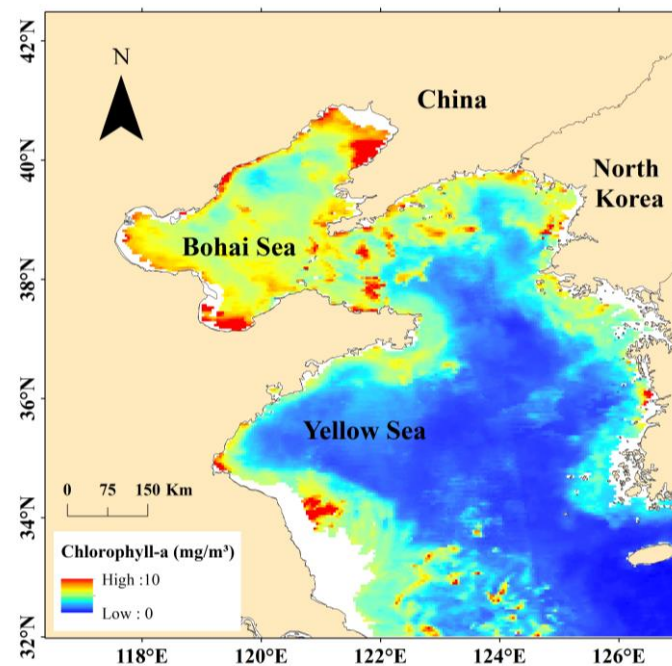 42°N
40°N
38°N
36°N
34°N
32°N
N
China
North
Korea
Bohai Sea
Yellow Sea
0 75 150 Km
Chlorophyll-a (mg/m³)
High :10
Low : 0
118°E 120°E 122°E 124°E 126°E